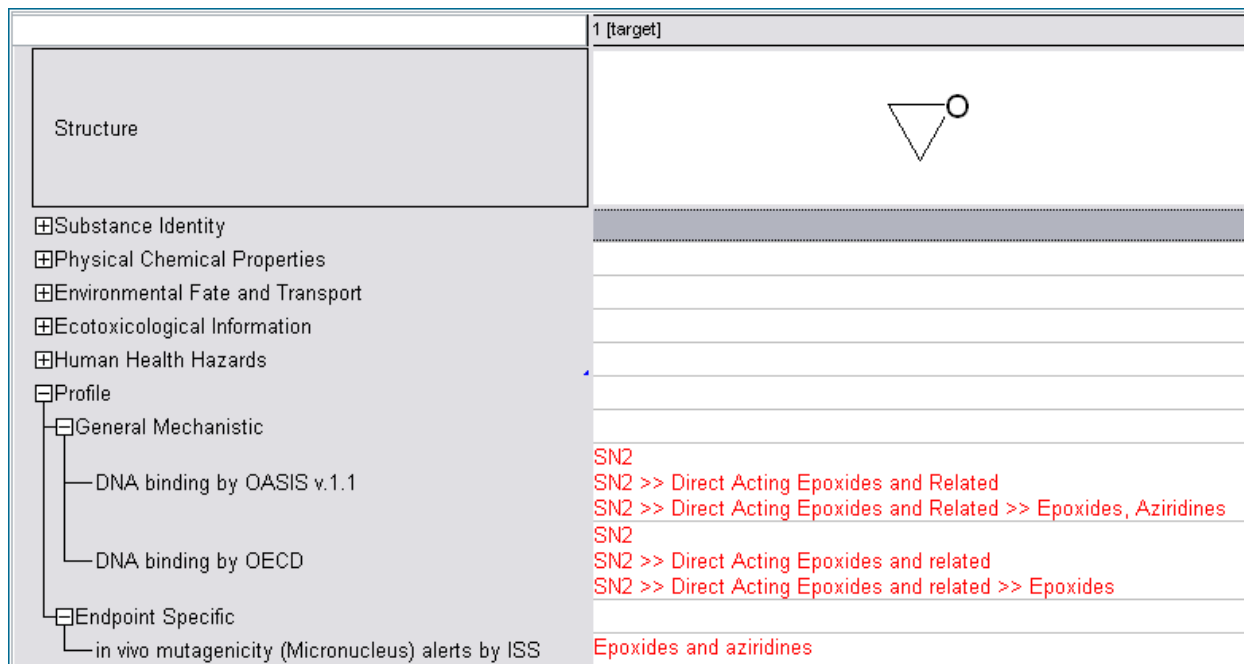 1 [target]
Structure
O
Substance Identity
Physical Chemical Properties
Environmental Fate and Transport
Ecotoxicological Information
Human Health Hazards
Profile
General Mechanistic
DNA binding by OASIS v.1.1
SN2
SN2 >> Direct Acting Epoxides and Related
SN2 >> Direct Acting Epoxides and Related >> Epoxides, Aziridines
DNA binding by OECD
SN2
SN2 >> Direct Acting Epoxides and related
SN2 >> Direct Acting Epoxides and related >> Epoxides
Endpoint Specific
in vivo mutagenicity (Micronucleus) alerts by ISS
Epoxides and aziridines